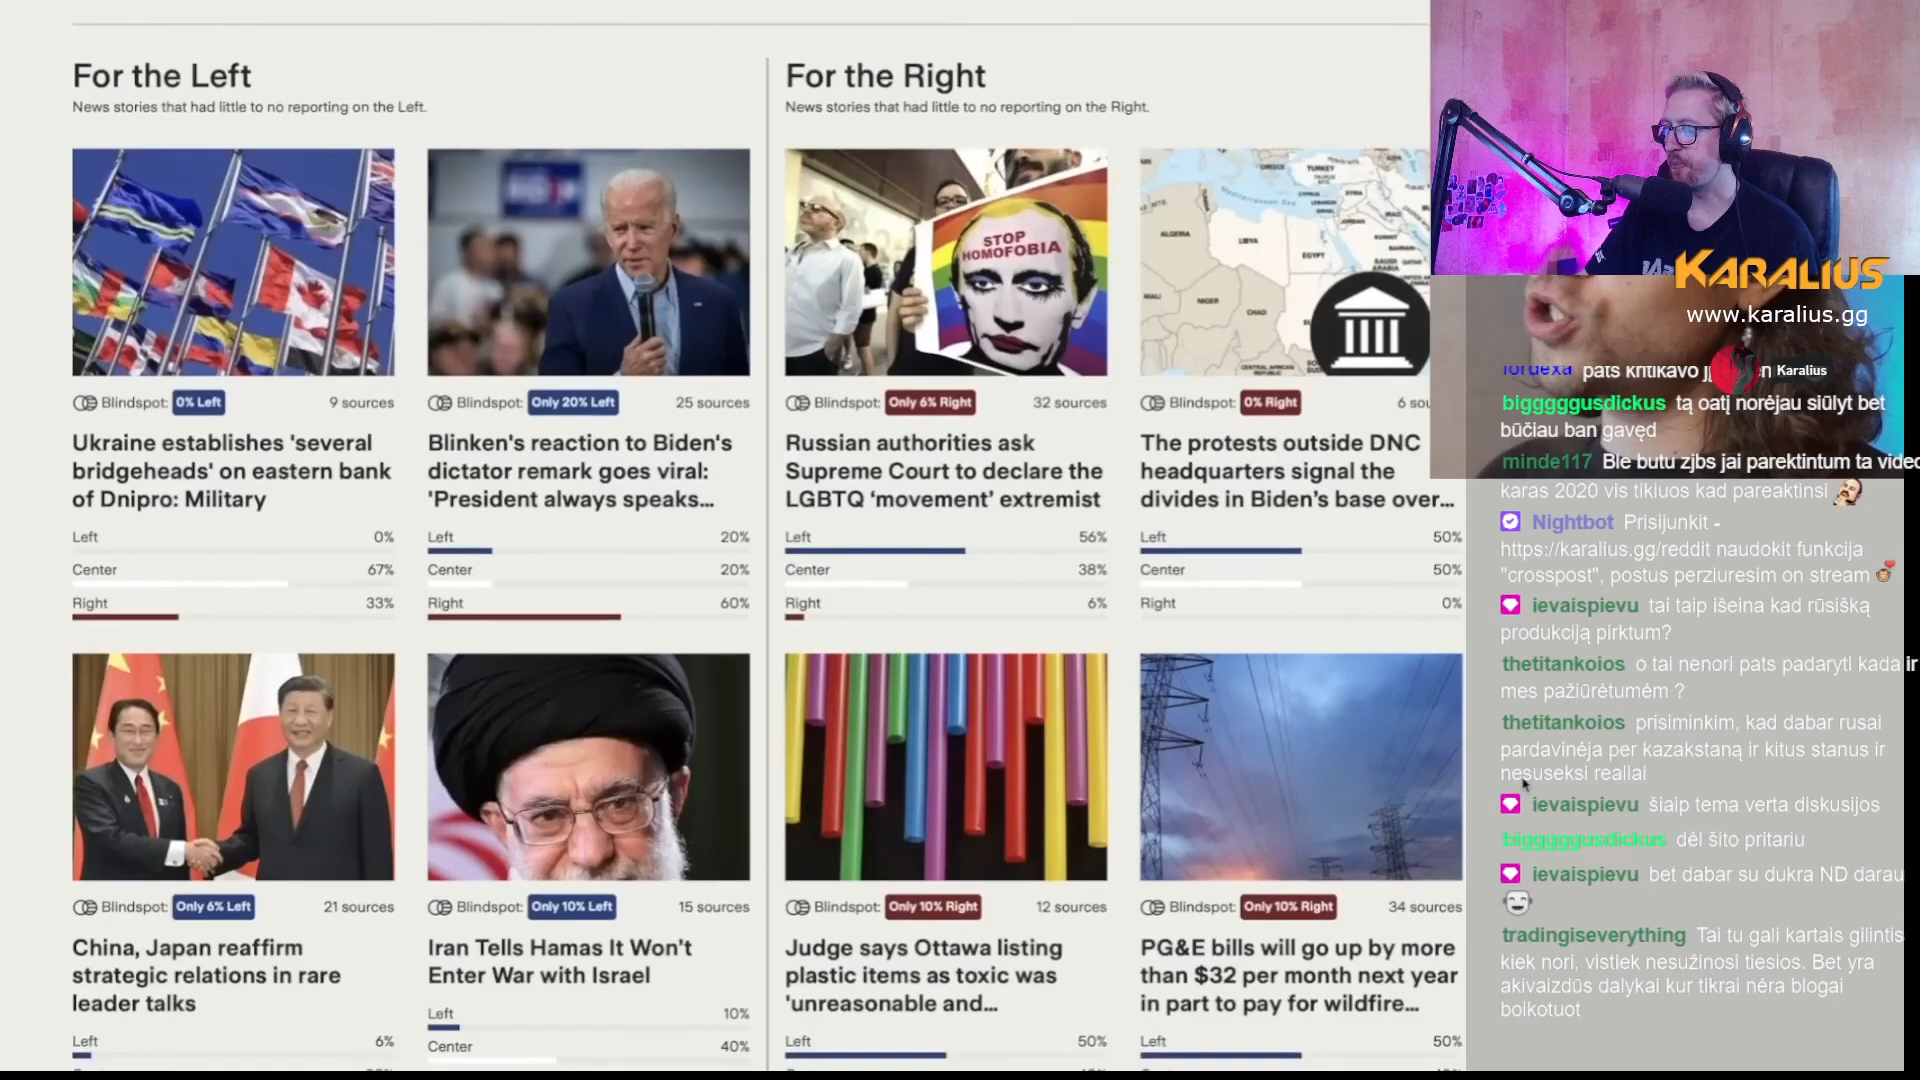 For the Left
News stories that had little to no reporting on the Left.
Blindspot: 0% Left 9 sources
Ukraine establishes 'several
bridgeheads' on eastern bank
of Dnipro: Military
Left 0%
Center 67%
Right 33%
Blindspot: Only 20% Left 25 sources
Blinken's reaction to Biden's
dictator remark goes viral:
'President always speaks...
Left 20%
Center 20%
Right 60%
Blindspot: Only 6% Left 21 sources
China, Japan reaffirm
strategic relations in rare
leader talks
Left 6%
Blindspot: Only 10% Left 15 sources
Iran Tells Hamas It Won't
Enter War with Israel
Left 10%
Center 40%
For the Right
News stories that had little to no reporting on the Right.
STOP
HOMOFOBIA
Blindspot: Only 6% Right 32 sources
Russian authorities ask
Supreme Court to declare the
LGBTQ ‘movement’ extremist
Left 56%
Center 38%
Right 6%
TURKEY
ALGERIA
LIBYA
EGYPT
MALI
NIGER
CHAD
Blindspot: 0% Right 6 sou
The protests outside DNC
headquarters signal the
divides in Biden’s base over...
Left 50%
Center 50%
Right 0%
Blindspot: Only 10% Right 12 sources
Judge says Ottawa listing
plastic items as toxic was
'unreasonable and...
Left 50%
Blindspot: Only 10% Right 34 sources
PG&E bills will go up by more
than $32 per month next year
in part to pay for wildfire...
Left 50%
KARALIUS
www.karalius.gg
Karalius
fordexa pats kritikavo
bigggggusdickus tą oatį norėjau siūlyt bet
būčiau ban gavęd
minde117 Ble butu zjbs jai parektintum ta video
karas 2020 vis tikiuos kad pareaktinsi
Nightbot Prisijunkit -
https://karalius.gg/reddit naudokit funkcija
"crosspost", postus perziuresim on stream
ievaispievu tai taip išeina kad rūsišką
produkciją pirktum?
thetitankoios o tai nenori pats padaryti kada ir
mes pažiūrėtumėm ?
thetitankoios prisiminkim, kad dabar rusai
pardavinėja per kazakstaną ir kitus stanus ir
nesuseksi realiai
ievaispievu šiaip tema verta diskusijos
bigggggusdickus dėl šito pritariu
ievaispievu bet dabar su dukra ND darau
tradingiseverything Tai tu gali kartais gilintis
kiek nori, vistiek nesužinosi tiesios. Bet yra
akivaizdūs dalykai kur tikrai nėra blogai
boikotuot